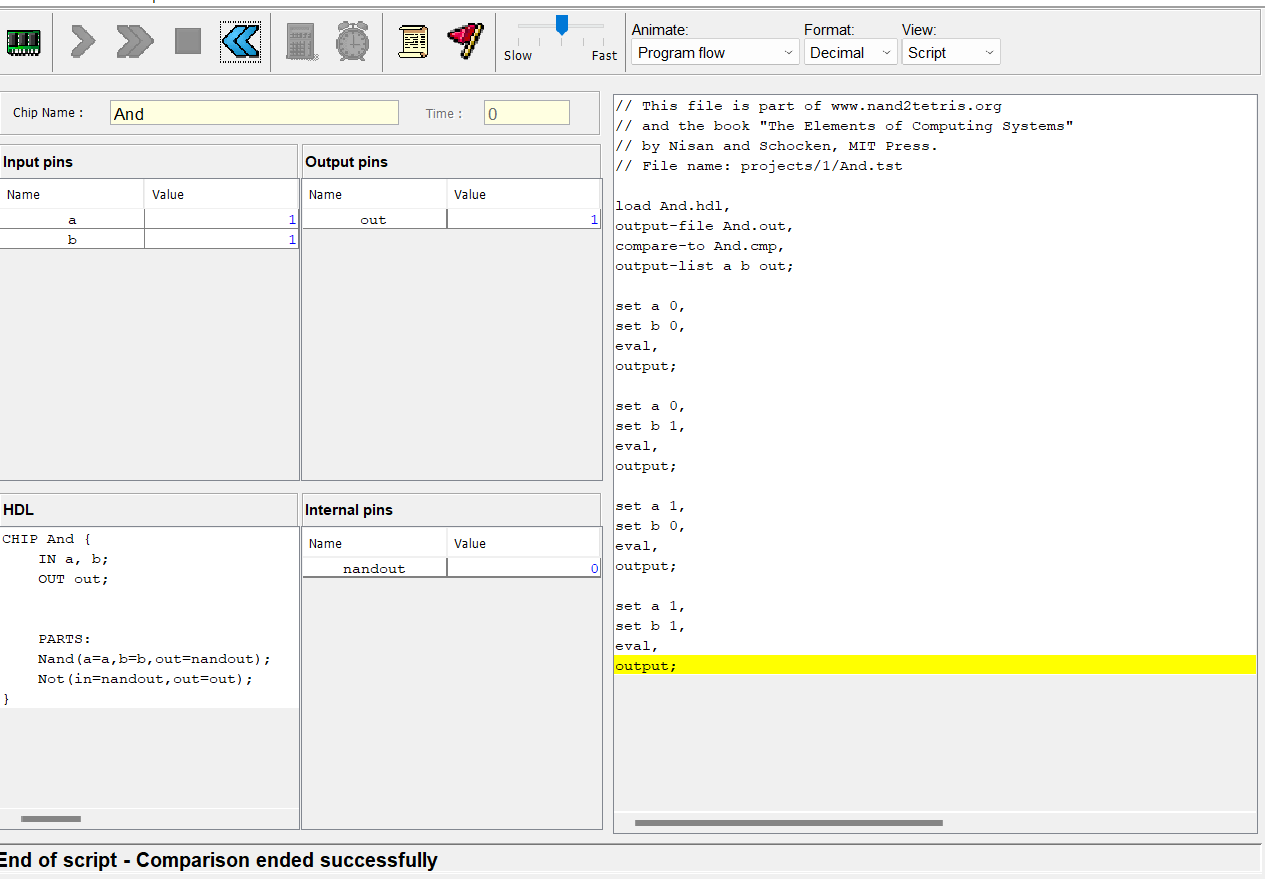 Slow
Fast
Animate:
Program flow
Format:
Decimal
View:
Script
Chip Name :
And
Time :
0
Input pins
Name Value
a 1
b 1
Output pins
Name Value
out 1
HDL
CHIP And {
    IN a, b;
    OUT out;
    PARTS:
    Nand(a=a,b=b,out=nandout);
    Not(in=nandout,out=out);
}
Internal pins
Name Value
nandout 0
// This file is part of www.nand2tetris.org
// and the book "The Elements of Computing Systems"
// by Nisan and Schocken, MIT Press.
// File name: projects/1/And.tst
load And.hdl,
output-file And.out,
compare-to And.cmp,
output-list a b out;
set a 0,
set b 0,
eval,
output;
set a 0,
set b 1,
eval,
output;
set a 1,
set b 0,
eval,
output;
set a 1,
set b 1,
eval,
output;
End of script - Comparison ended successfully